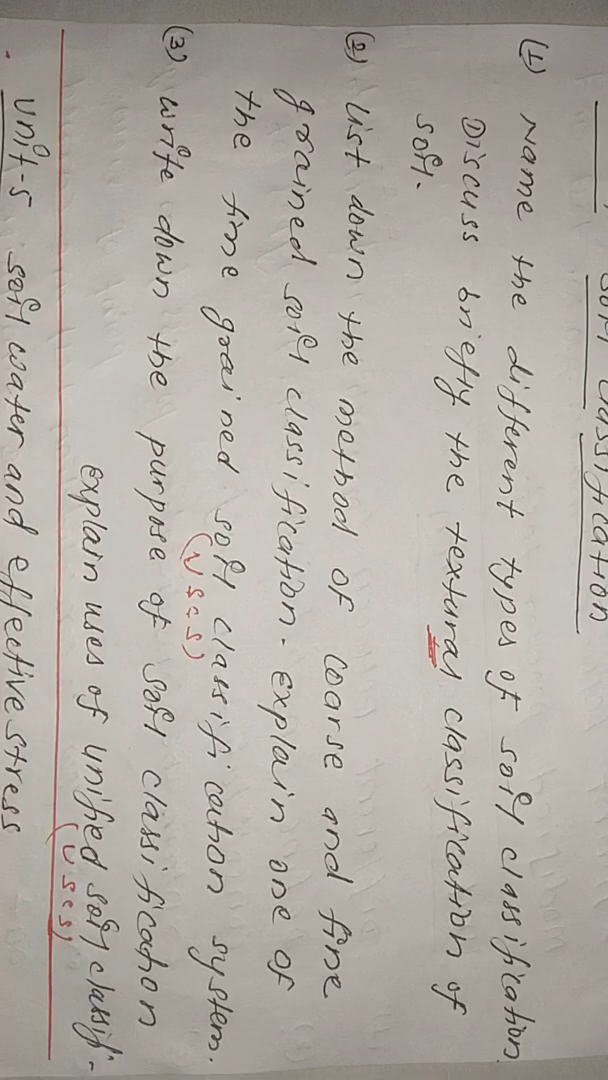 Soil classification
(1) Name the different types of soil classification.
Discuss briefly the textural classification of
soil.
(2) List down the method of coarse and fine
grained soil classification. explain one of
the fine grained soil classification system.
(USCS)
(3) write down the purpose of soil classification
explain uses of unified soil classif-
(USCS)
Unit-5 soil water and effective stress